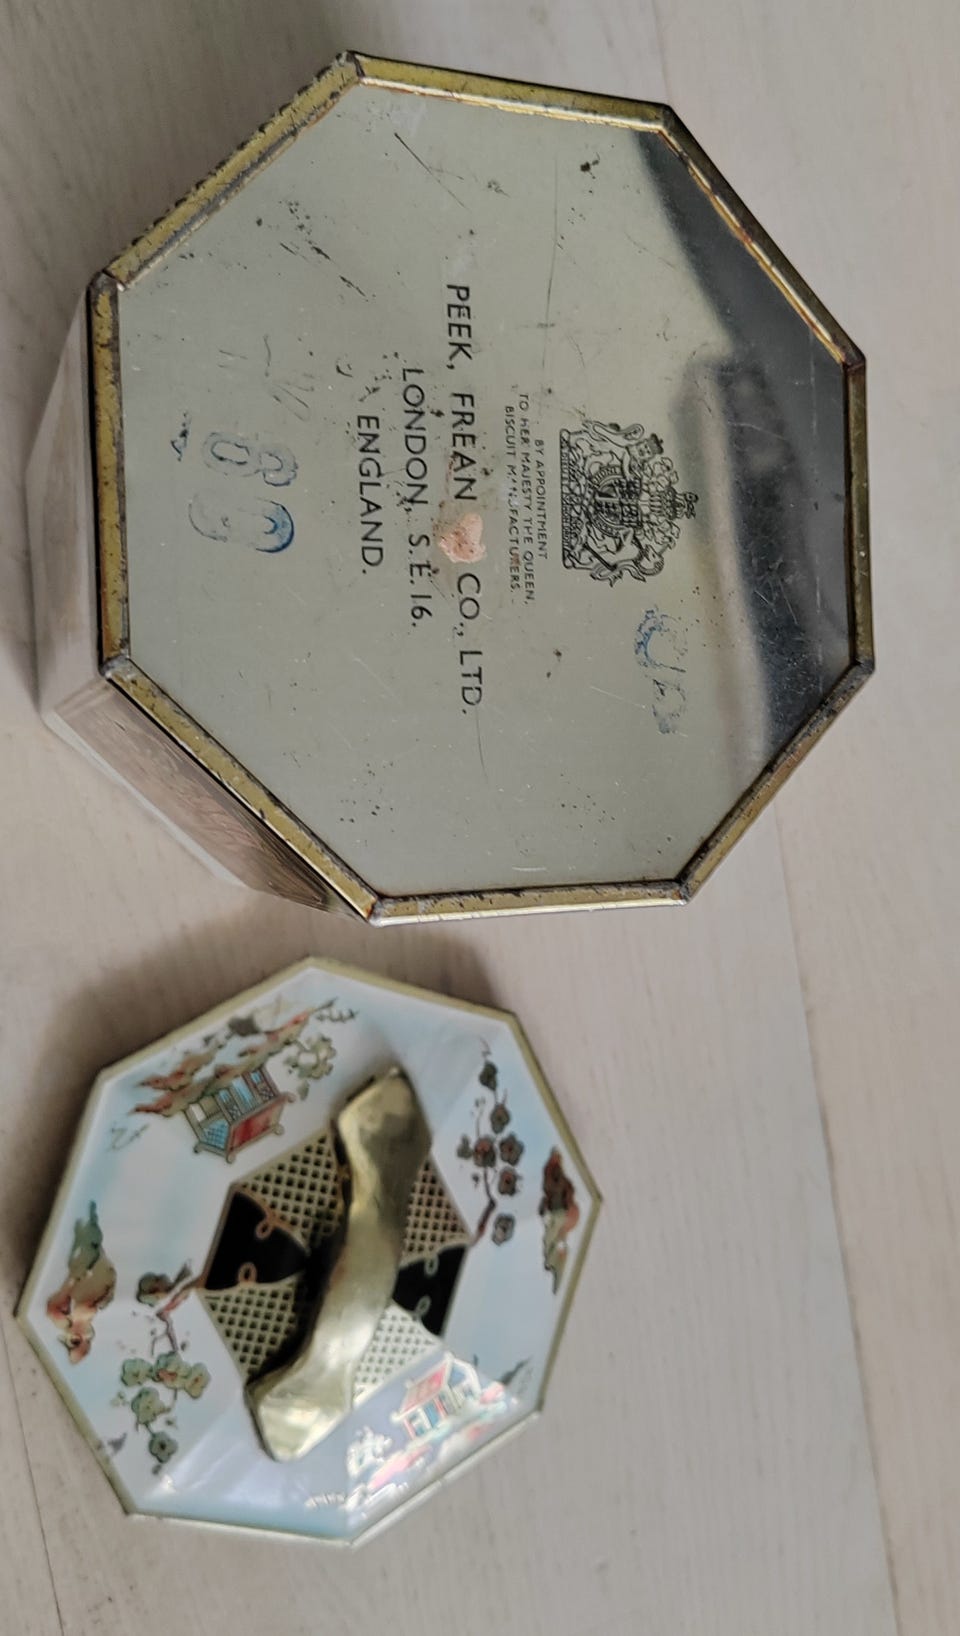 BY APPOINTMENT
TO HER MAJESTY THE QUEEN,
BISCUIT MANUFACTURERS.
PEEK, FREAN CO., LTD.
LONDON, S.E.16.
ENGLAND.